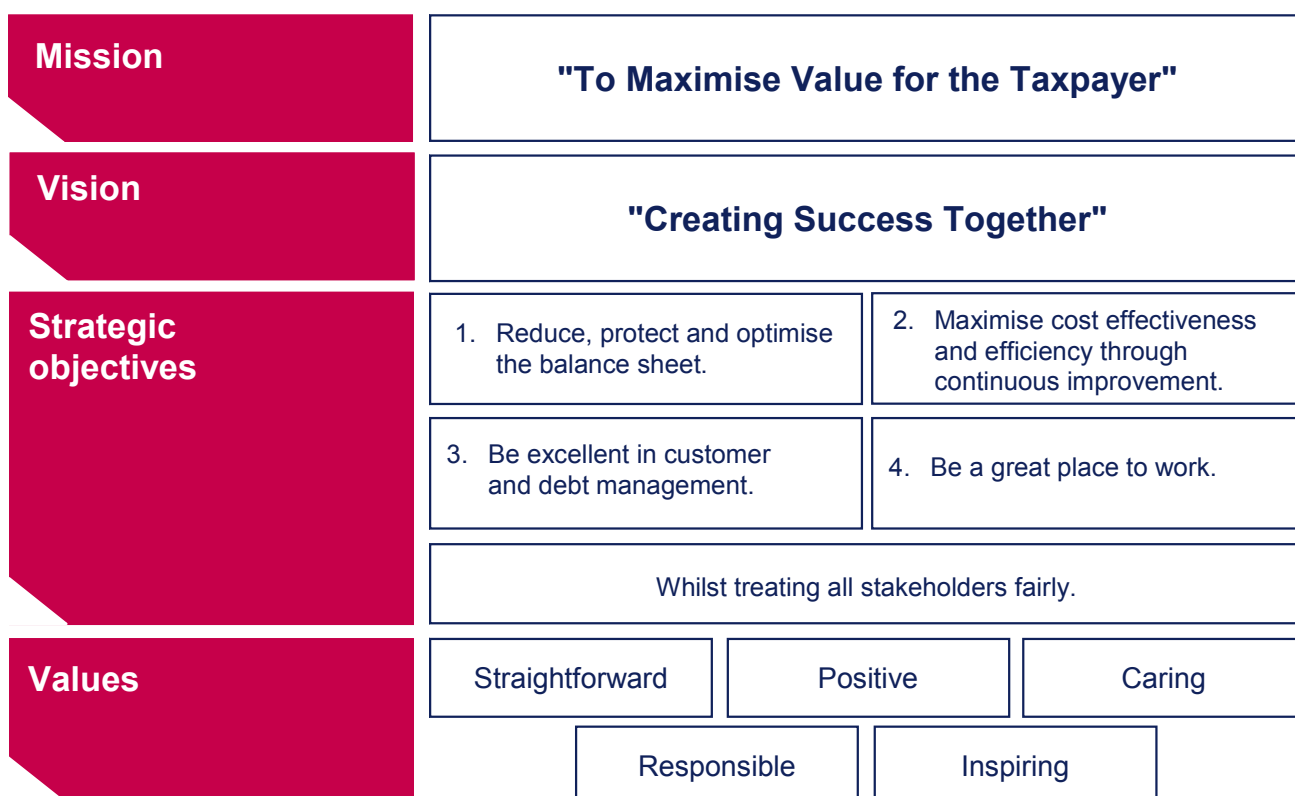 Mission
"To Maximise Value for the Taxpayer"
Vision
"Creating Success Together"
Strategic
objectives
1. Reduce, protect and optimise
the balance sheet.
2. Maximise cost effectiveness
and efficiency through
continuous improvement.
3. Be excellent in customer
and debt management.
4. Be a great place to work.
Whilst treating all stakeholders fairly.
Values
Straightforward
Positive
Caring
Responsible
Inspiring